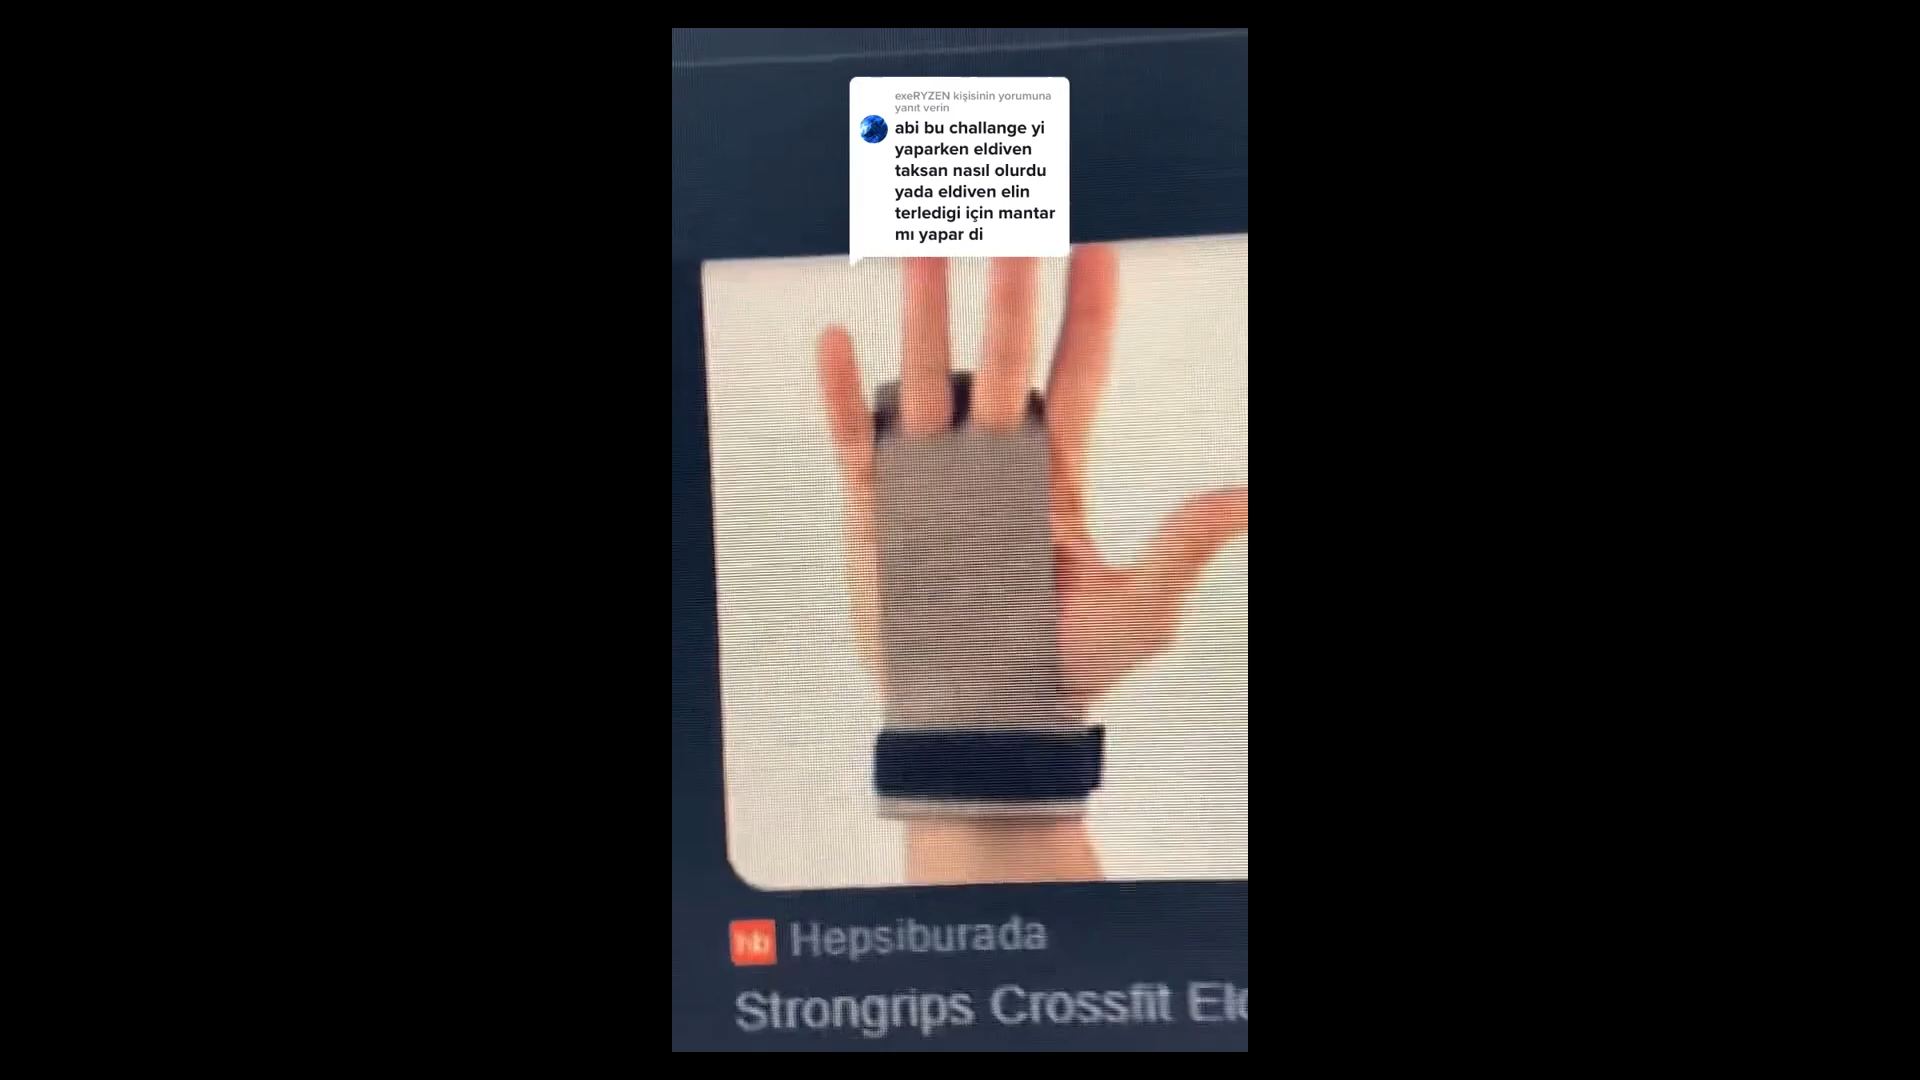 exeRYZEN kişisinin yorumuna
yanıt verin
abi bu challange yi
yaparken eldiven
taksan nasıl olurdu
yada eldiven elin
terledigi için mantar
mı yapar di
hb Hepsiburada
Strongrips Crossfit